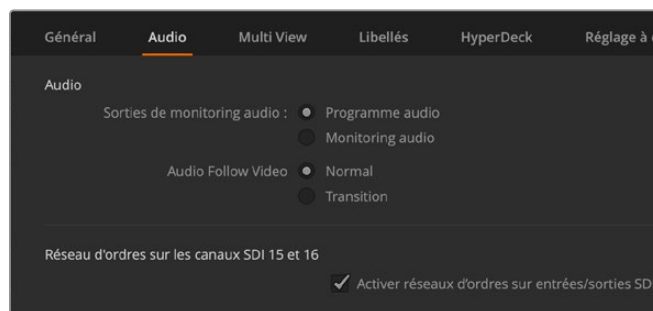 Général Audio Multi View Libellés HyperDeck Réglage à
Audio
Sorties de monitoring audio : Programme audio
Monitoring audio
Audio Follow Video Normal
Transition
Réseau d'ordres sur les canaux SDI 15 et 16
Activer réseaux d'ordres sur entrées/sorties SD